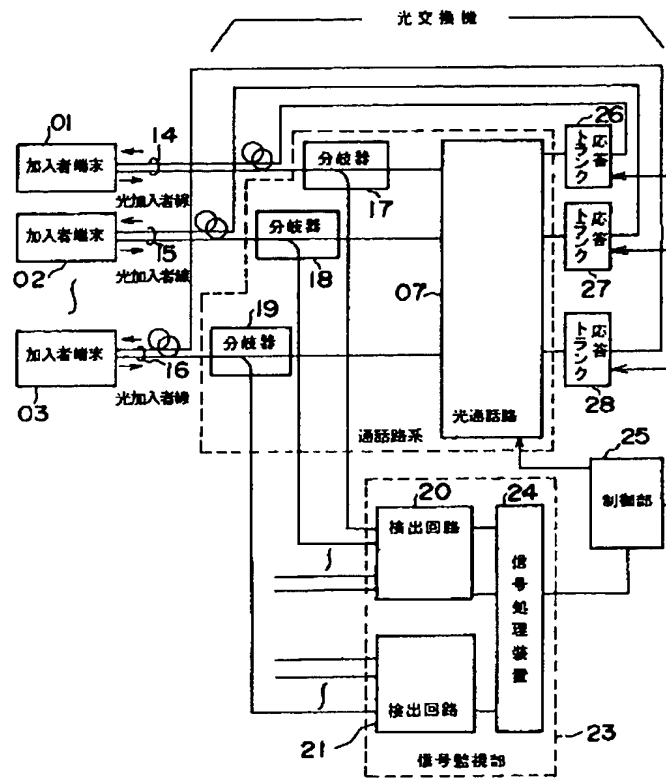 光交換機
01
14
加入者端末
光加入者線
分岐器
17
26
応答トランク
加入者端末
02
15
光加入者線
分岐器
18
07
応答トランク
27
19
加入者端末
03
16
光加入者線
分岐器
光通話路
応答トランク
28
通話路系
25
制御部
20
24
検出回路
信号処理装置
検出回路
21
23
信号監視部